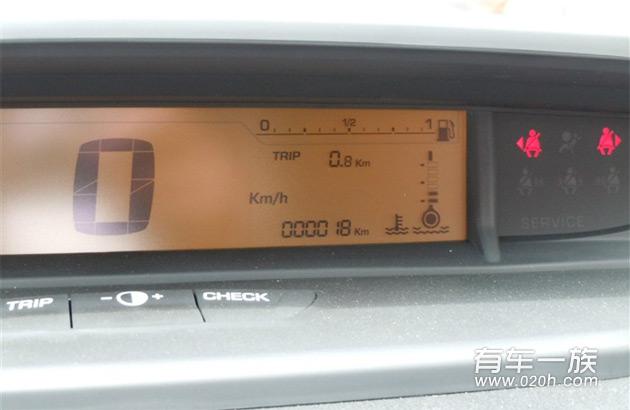 0 1/2 1
TRIP 0.8 Km
0
Km/h
000018 Km
SERVICE
TRIP - + CHECK
有车一族
www.020h.com